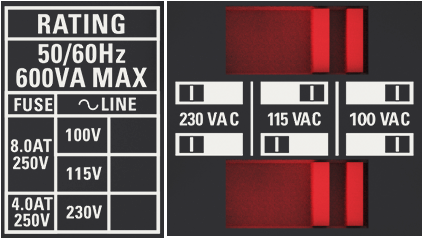 RATING
50/60Hz
600VA MAX
FUSE ~LINE
8.0AT
250V
100V
115V
4.0AT
250V
230V
230 VAC 115 VAC 100 VAC